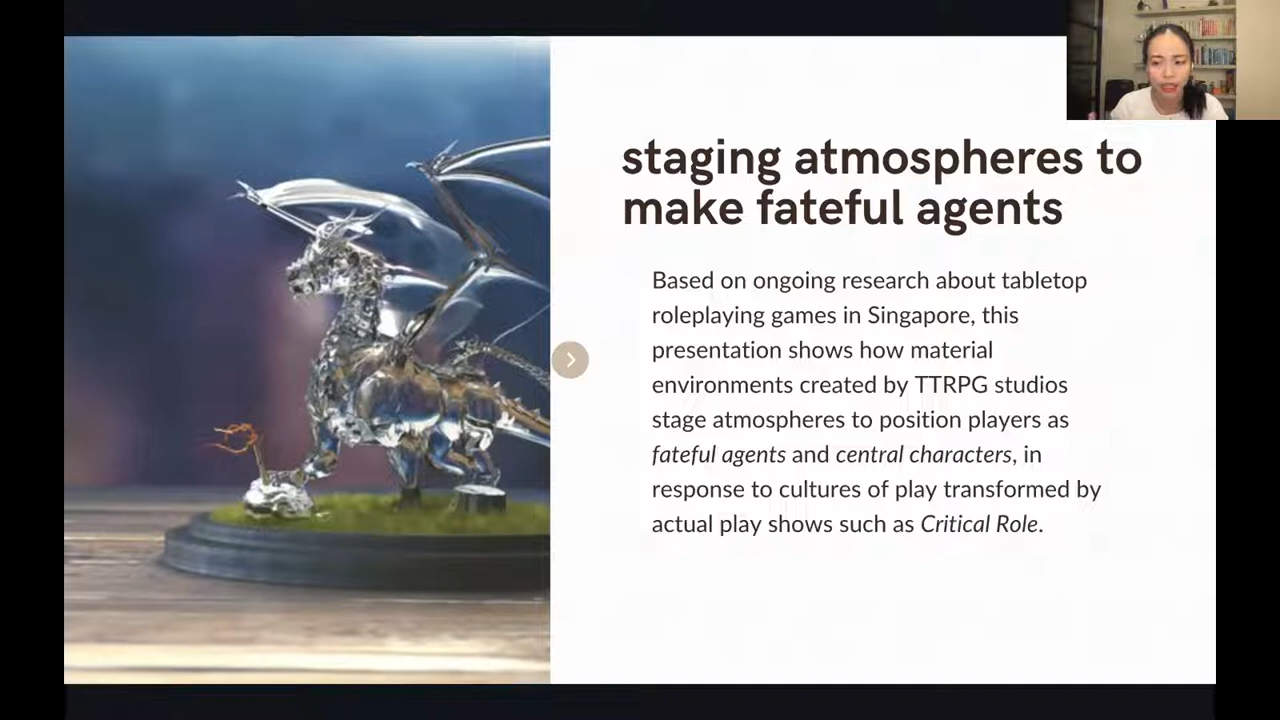 staging atmospheres to
make fateful agents
Based on ongoing research about tabletop
roleplaying games in Singapore, this
presentation shows how material
environments created by TTRPG studios
stage atmospheres to position players as
fateful agents and central characters, in
response to cultures of play transformed by
actual play shows such as Critical Role.